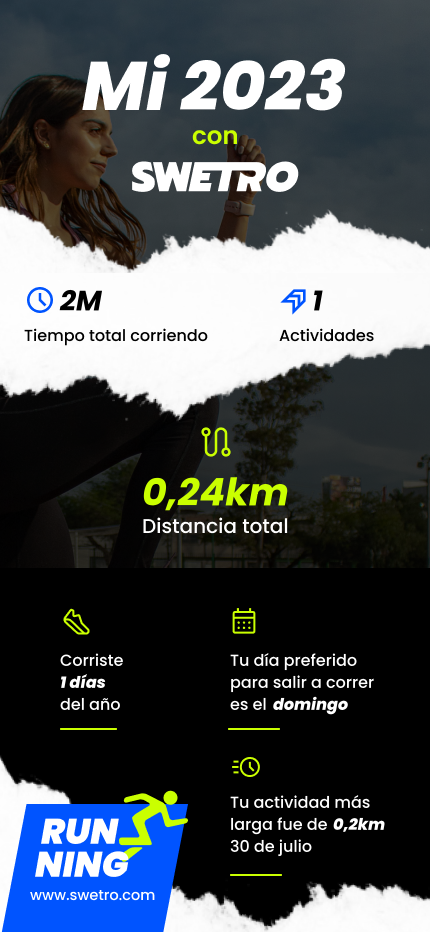 Mi 2023
con
SWETRO
2M
Tiempo total corriendo
1
Actividades
0,24km
Distancia total
Corriste
1 días
del año
Tu día preferido
para salir a correr
es el domingo
Tu actividad más
larga fue de 0,2km
30 de julio
RUN
NING
www.swetro.com